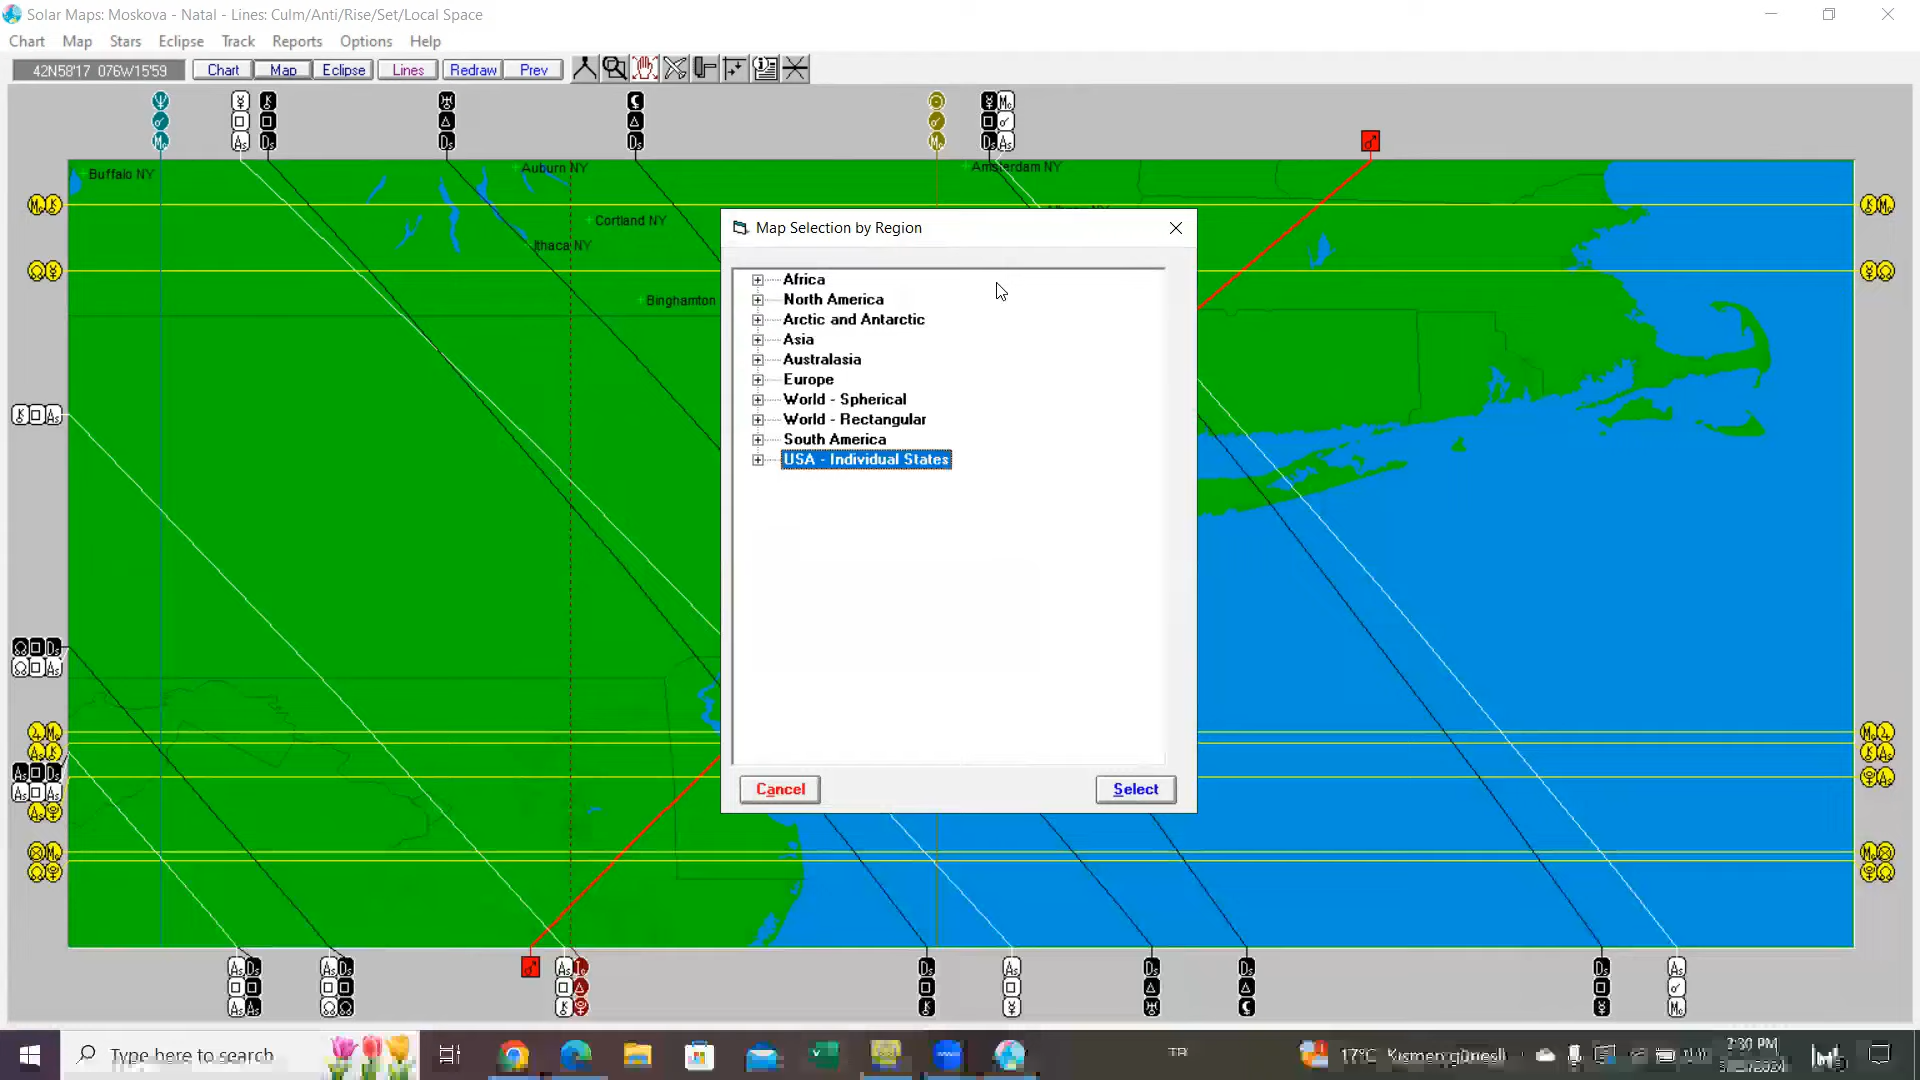 Solar Maps: Moskova - Natal - Lines: Culm/Anti/Rise/Set/Local Space
Chart Map Stars Eclipse Track Reports Options Help
42N58'17 076W15'59 Chart Map Eclipse Lines Redraw Prev
Buffalo NY
Auburn NY
Amsterdam NY
Cortland NY
Ithaca NY
Binghamton
Map Selection by Region
Africa
North America
Arctic and Antarctic
Asia
Australasia
Europe
World - Spherical
World - Rectangular
South America
USA - Individual States
Cancel Select
Type here to search
17°C Kısmen güneşli
2:30 PM